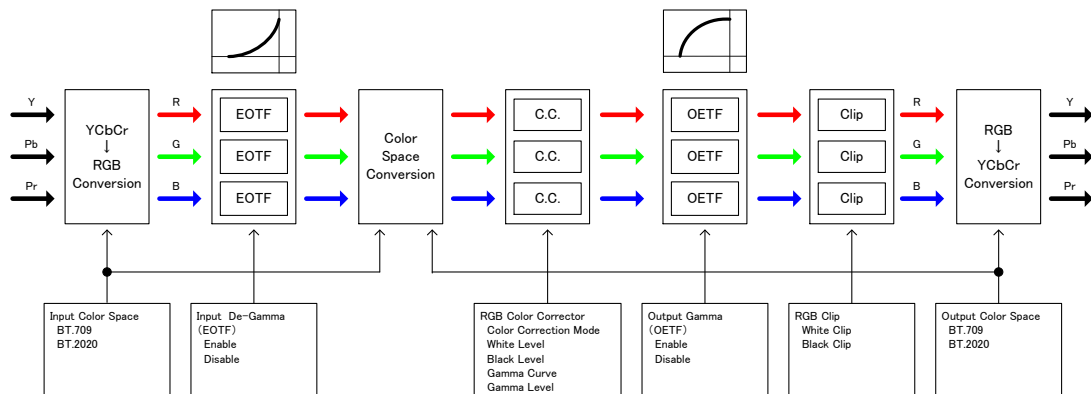 Y
Pb
Pr
YCbCr
↓
RGB
Conversion
R
G
B
EOTF
EOTF
EOTF
Color
Space
Conversion
C.C.
C.C.
C.C.
OETF
OETF
OETF
Clip
Clip
Clip
R
G
B
RGB
↓
YCbCr
Conversion
Y
Pb
Pr
Input Color Space
BT.709
BT.2020
Input De-Gamma
(EOTF)
Enable
Disable
RGB Color Corrector
Color Correction Mode
White Level
Black Level
Gamma Curve
Gamma Level
Output Gamma
(OETF)
Enable
Disable
RGB Clip
White Clip
Black Clip
Output Color Space
BT.709
BT.2020